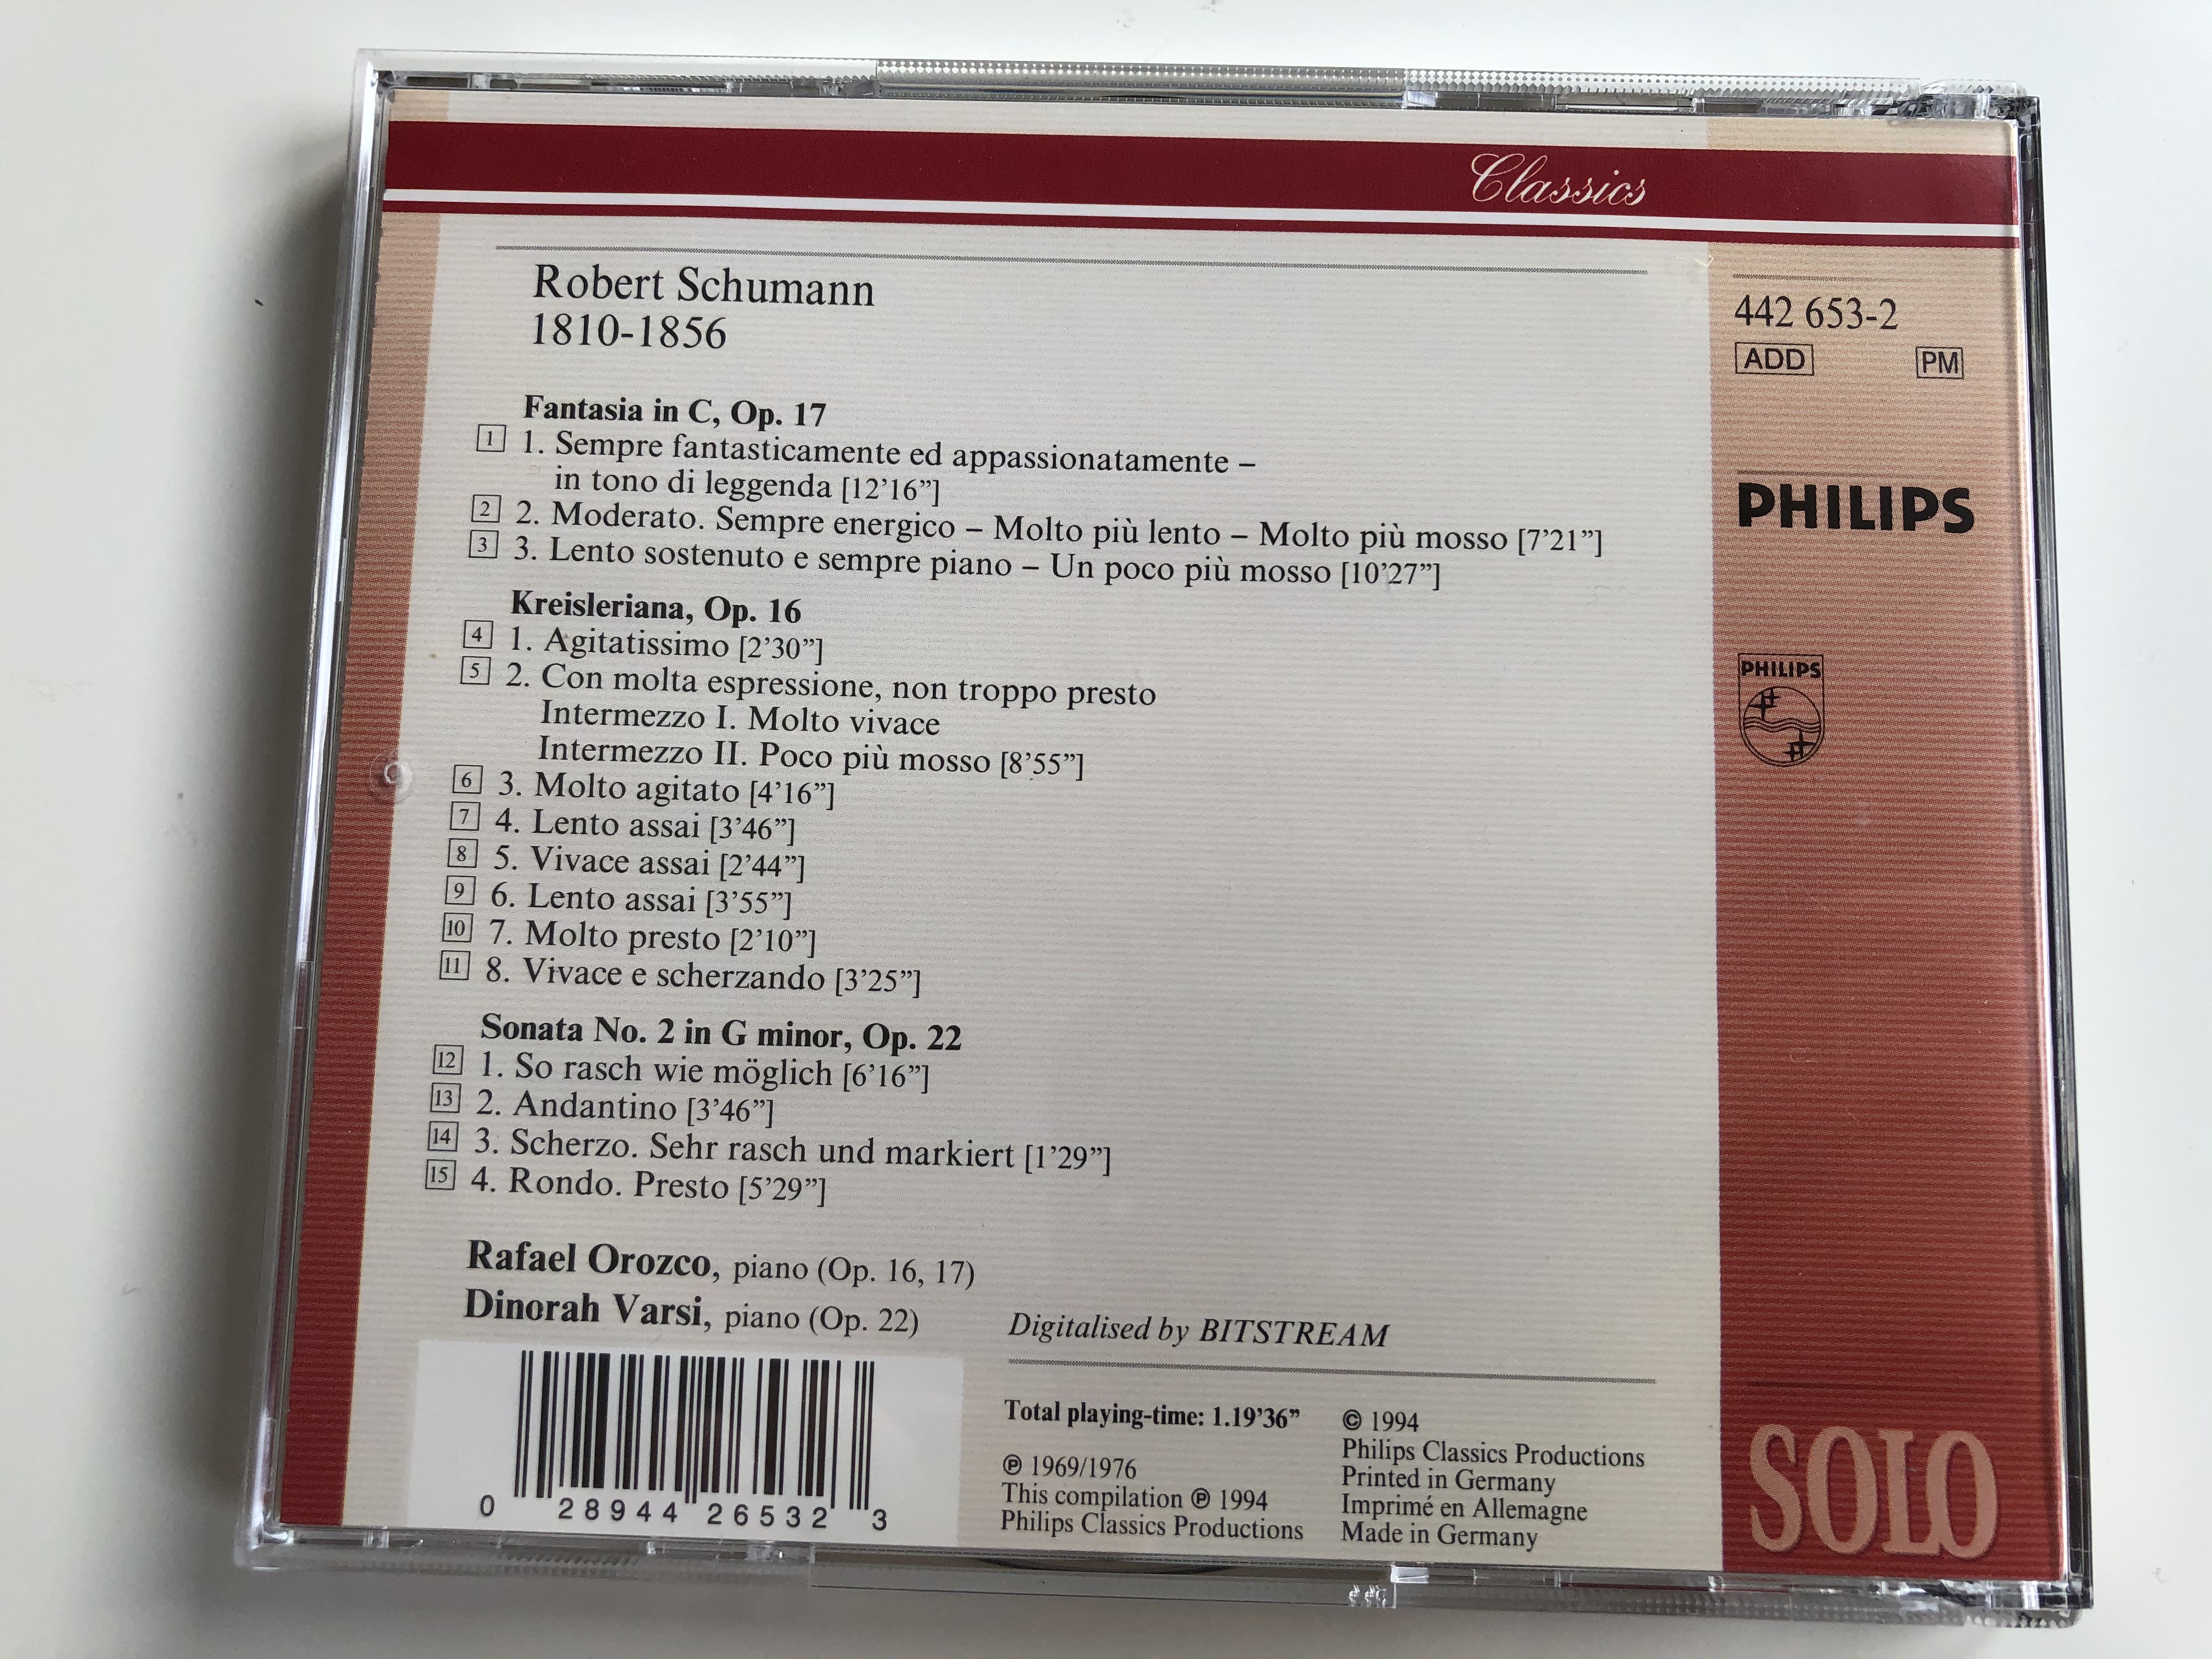 Classics
Robert Schumann
1810-1856
Fantasia in C, Op. 17
1 1. Sempre fantasticamente ed appassionatamente –
in tono di leggenda [12’16”]
2 2. Moderato. Sempre energico – Molto più lento – Molto più mosso [7’21”]
3 3. Lento sostenuto e sempre piano – Un poco più mosso [10’27”]
Kreisleriana, Op. 16
4 1. Agitatissimo [2’30”]
5 2. Con molta espressione, non troppo presto
Intermezzo I. Molto vivace
Intermezzo II. Poco più mosso [8’55”]
6 3. Molto agitato [4’16”]
7 4. Lento assai [3’46”]
8 5. Vivace assai [2’44”]
9 6. Lento assai [3’55”]
10 7. Molto presto [2’10”]
11 8. Vivace e scherzando [3’25”]
Sonata No. 2 in G minor, Op. 22
12 1. So rasch wie möglich [6’16”]
13 2. Andantino [3’46”]
14 3. Scherzo. Sehr rasch und markiert [1’29”]
15 4. Rondo. Presto [5’29”]
Rafael Orozco, piano (Op. 16, 17)
Dinorah Varsi, piano (Op. 22)
Digitalised by BITSTREAM
0 28944 26532 3
Total playing-time: 1.19’36”
℗ 1969/1976
This compilation ℗ 1994
Philips Classics Productions
© 1994
Philips Classics Productions
Printed in Germany
Imprimé en Allemagne
Made in Germany
442 653-2
ADD PM
PHILIPS
PHILIPS
SOLO